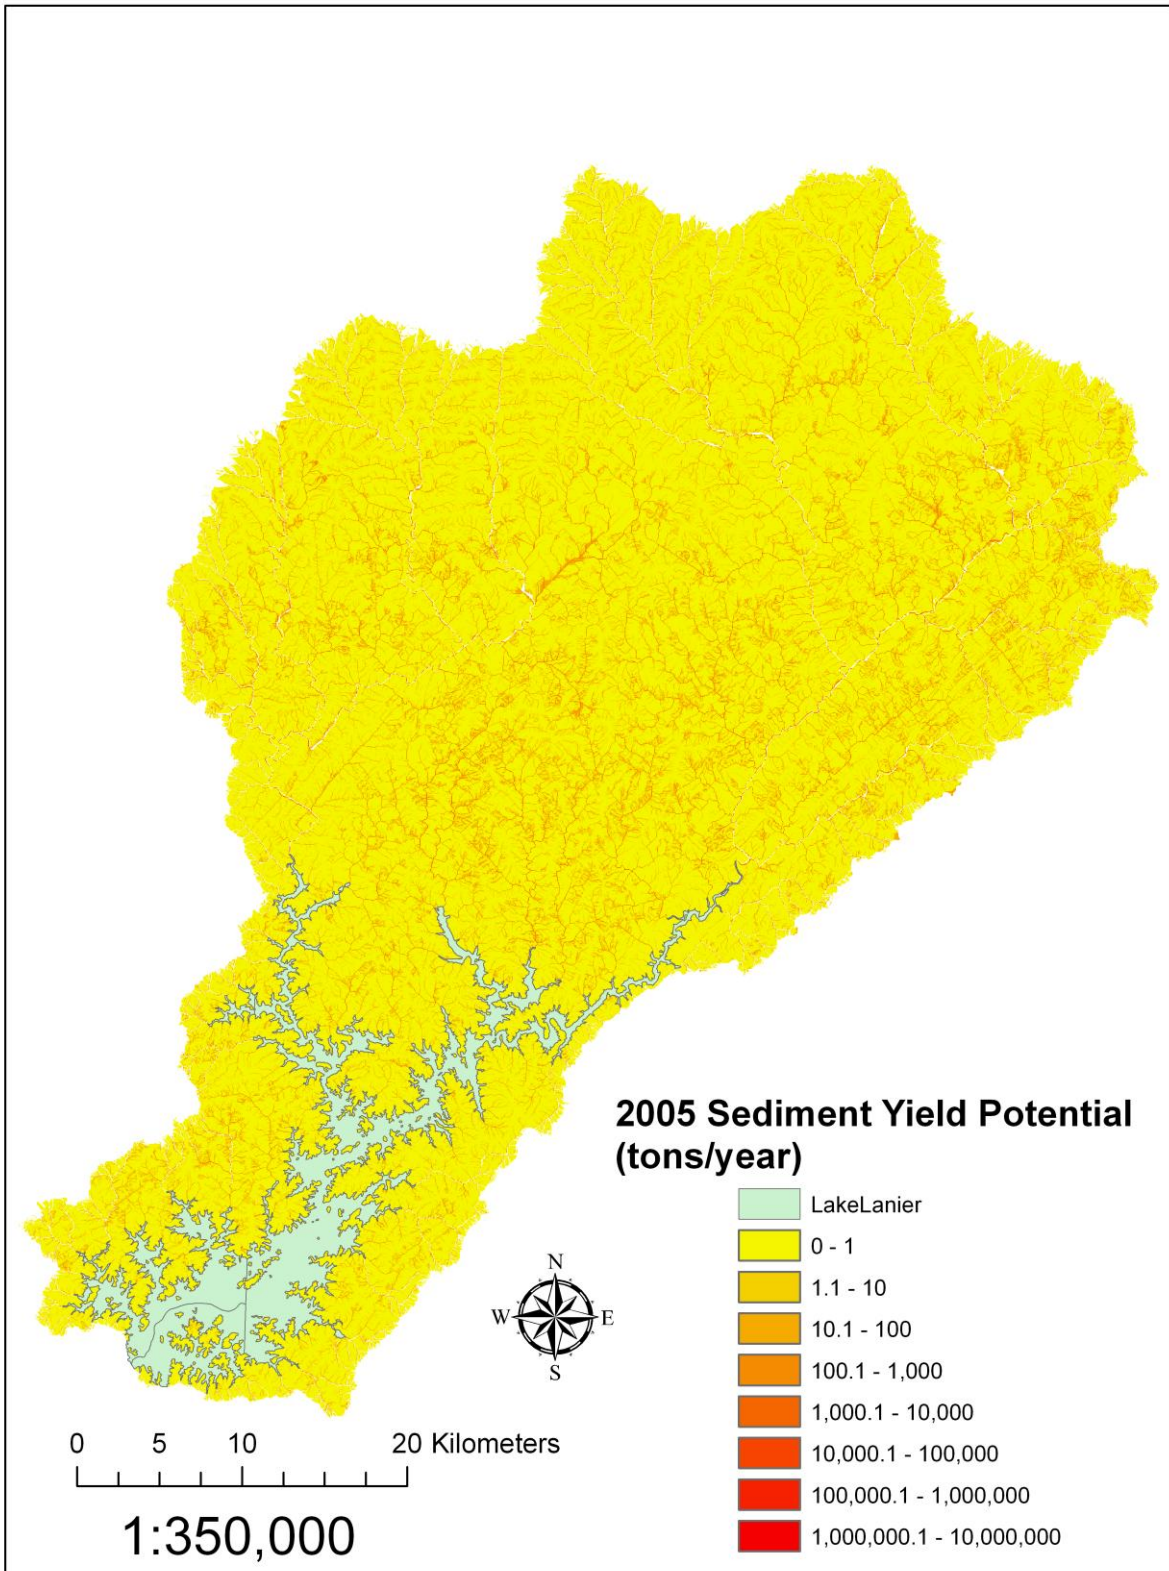 2005 Sediment Yield Potential
(tons/year)
LakeLanier
0 - 1
1.1 - 10
10.1 - 100
100.1 - 1,000
1,000.1 - 10,000
10,000.1 - 100,000
100,000.1 - 1,000,000
1,000,000.1 - 10,000,000
N
W E
S
0 5 10 20 Kilometers
1:350,000